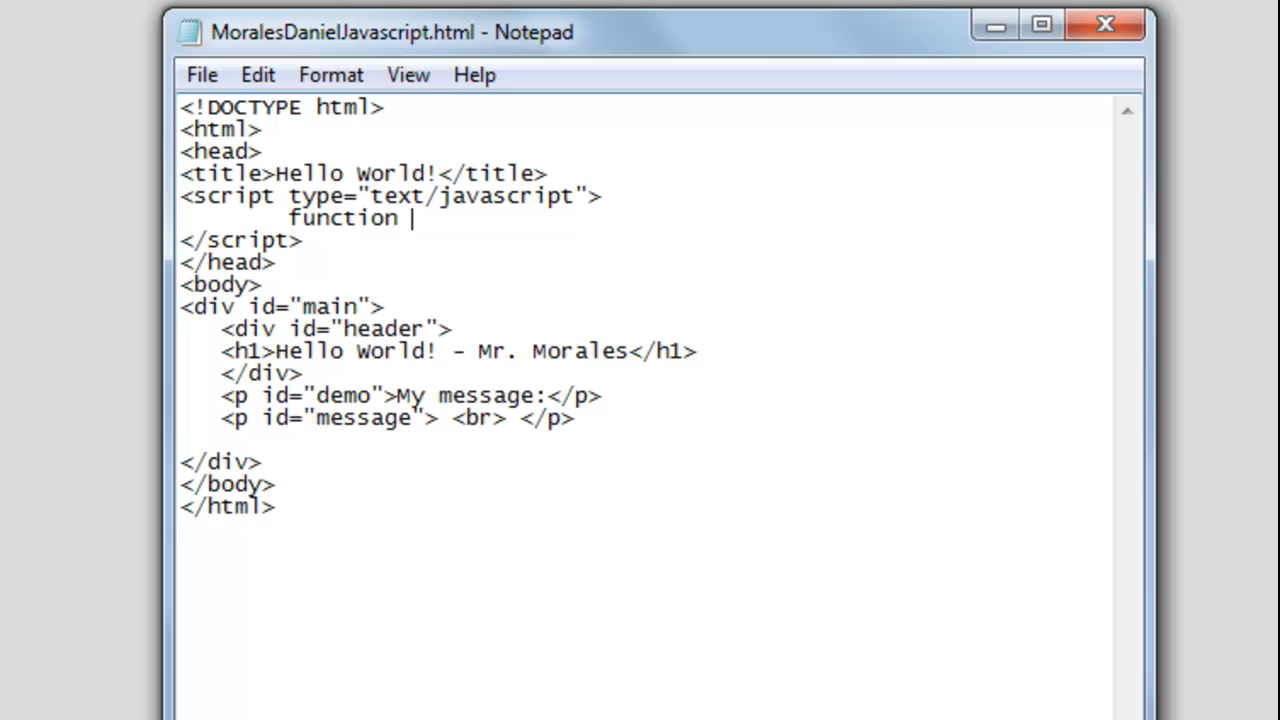 MoralesDanielJavascript.html - Notepad
File Edit Format View Help
<!DOCTYPE html>
<html>
<head>
<title>Hello World!</title>
<script type="text/javascript">
function
</script>
</head>
<body>
<div id="main">
<div id="header">
<h1>Hello World! - Mr. Morales</h1>
</div>
<p id="demo">My message:</p>
<p id="message"> <br> </p>
</div>
</body>
</html>